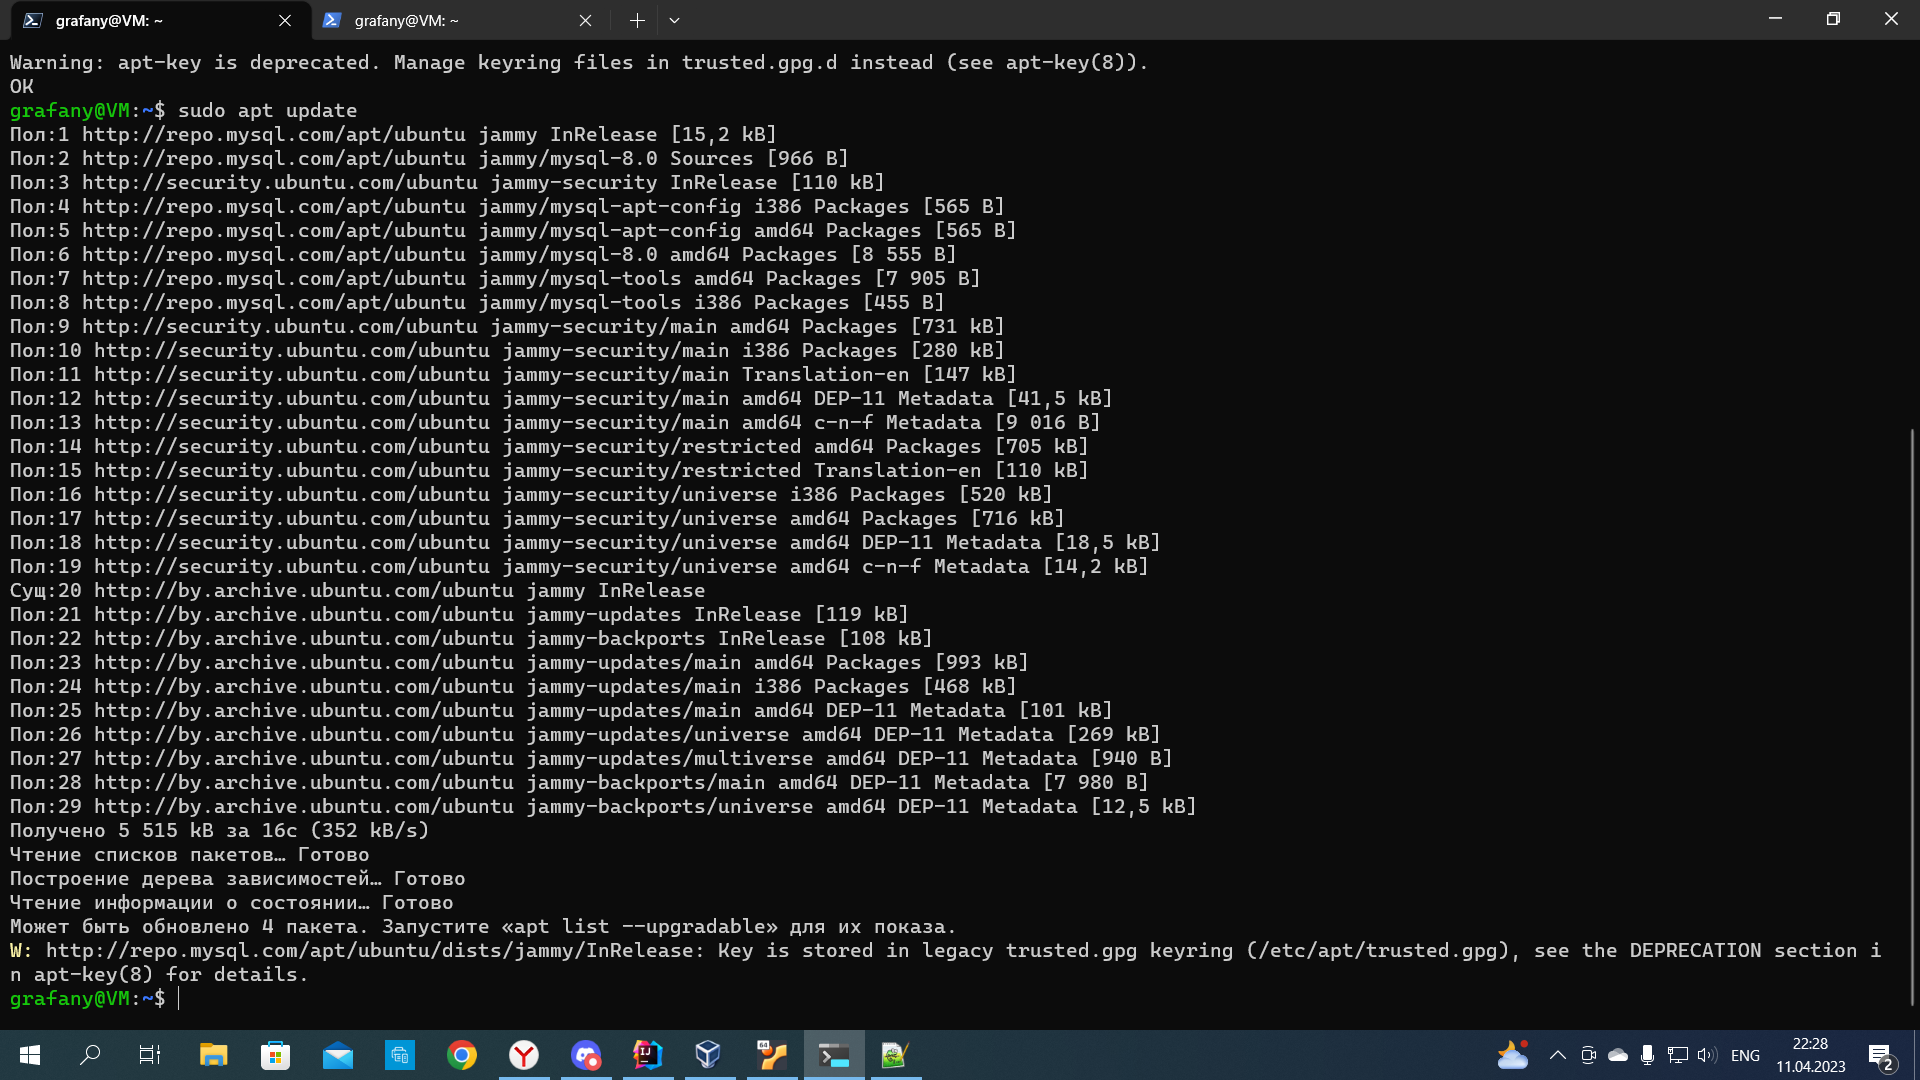 grafany@VM: ~
grafany@VM: ~
Warning: apt-key is deprecated. Manage keyring files in trusted.gpg.d instead (see apt-key(8)).
OK
grafany@VM:~$ sudo apt update
Пол:1 http://repo.mysql.com/apt/ubuntu jammy InRelease [15,2 kB]
Пол:2 http://repo.mysql.com/apt/ubuntu jammy/mysql-8.0 Sources [966 B]
Пол:3 http://security.ubuntu.com/ubuntu jammy-security InRelease [110 kB]
Пол:4 http://repo.mysql.com/apt/ubuntu jammy/mysql-apt-config i386 Packages [565 B]
Пол:5 http://repo.mysql.com/apt/ubuntu jammy/mysql-apt-config amd64 Packages [565 B]
Пол:6 http://repo.mysql.com/apt/ubuntu jammy/mysql-8.0 amd64 Packages [8 555 B]
Пол:7 http://repo.mysql.com/apt/ubuntu jammy/mysql-tools amd64 Packages [7 905 B]
Пол:8 http://repo.mysql.com/apt/ubuntu jammy/mysql-tools i386 Packages [455 B]
Пол:9 http://security.ubuntu.com/ubuntu jammy-security/main amd64 Packages [731 kB]
Пол:10 http://security.ubuntu.com/ubuntu jammy-security/main i386 Packages [280 kB]
Пол:11 http://security.ubuntu.com/ubuntu jammy-security/main Translation-en [147 kB]
Пол:12 http://security.ubuntu.com/ubuntu jammy-security/main amd64 DEP-11 Metadata [41,5 kB]
Пол:13 http://security.ubuntu.com/ubuntu jammy-security/main amd64 c-n-f Metadata [9 016 B]
Пол:14 http://security.ubuntu.com/ubuntu jammy-security/restricted amd64 Packages [705 kB]
Пол:15 http://security.ubuntu.com/ubuntu jammy-security/restricted Translation-en [110 kB]
Пол:16 http://security.ubuntu.com/ubuntu jammy-security/universe i386 Packages [520 kB]
Пол:17 http://security.ubuntu.com/ubuntu jammy-security/universe amd64 Packages [716 kB]
Пол:18 http://security.ubuntu.com/ubuntu jammy-security/universe amd64 DEP-11 Metadata [18,5 kB]
Пол:19 http://security.ubuntu.com/ubuntu jammy-security/universe amd64 c-n-f Metadata [14,2 kB]
Сущ:20 http://by.archive.ubuntu.com/ubuntu jammy InRelease
Пол:21 http://by.archive.ubuntu.com/ubuntu jammy-updates InRelease [119 kB]
Пол:22 http://by.archive.ubuntu.com/ubuntu jammy-backports InRelease [108 kB]
Пол:23 http://by.archive.ubuntu.com/ubuntu jammy-updates/main amd64 Packages [993 kB]
Пол:24 http://by.archive.ubuntu.com/ubuntu jammy-updates/main i386 Packages [468 kB]
Пол:25 http://by.archive.ubuntu.com/ubuntu jammy-updates/main amd64 DEP-11 Metadata [101 kB]
Пол:26 http://by.archive.ubuntu.com/ubuntu jammy-updates/universe amd64 DEP-11 Metadata [269 kB]
Пол:27 http://by.archive.ubuntu.com/ubuntu jammy-updates/multiverse amd64 DEP-11 Metadata [940 B]
Пол:28 http://by.archive.ubuntu.com/ubuntu jammy-backports/main amd64 DEP-11 Metadata [7 980 B]
Пол:29 http://by.archive.ubuntu.com/ubuntu jammy-backports/universe amd64 DEP-11 Metadata [12,5 kB]
Получено 5 515 kB за 16с (352 kB/s)
Чтение списков пакетов… Готово
Построение дерева зависимостей… Готово
Чтение информации о состоянии… Готово
Может быть обновлено 4 пакета. Запустите «apt list --upgradable» для их показа.
W: http://repo.mysql.com/apt/ubuntu/dists/jammy/InRelease: Key is stored in legacy trusted.gpg keyring (/etc/apt/trusted.gpg), see the DEPRECATION section i
n apt-key(8) for details.
grafany@VM:~$
ENG
22:28
11.04.2023
2
64
IJ